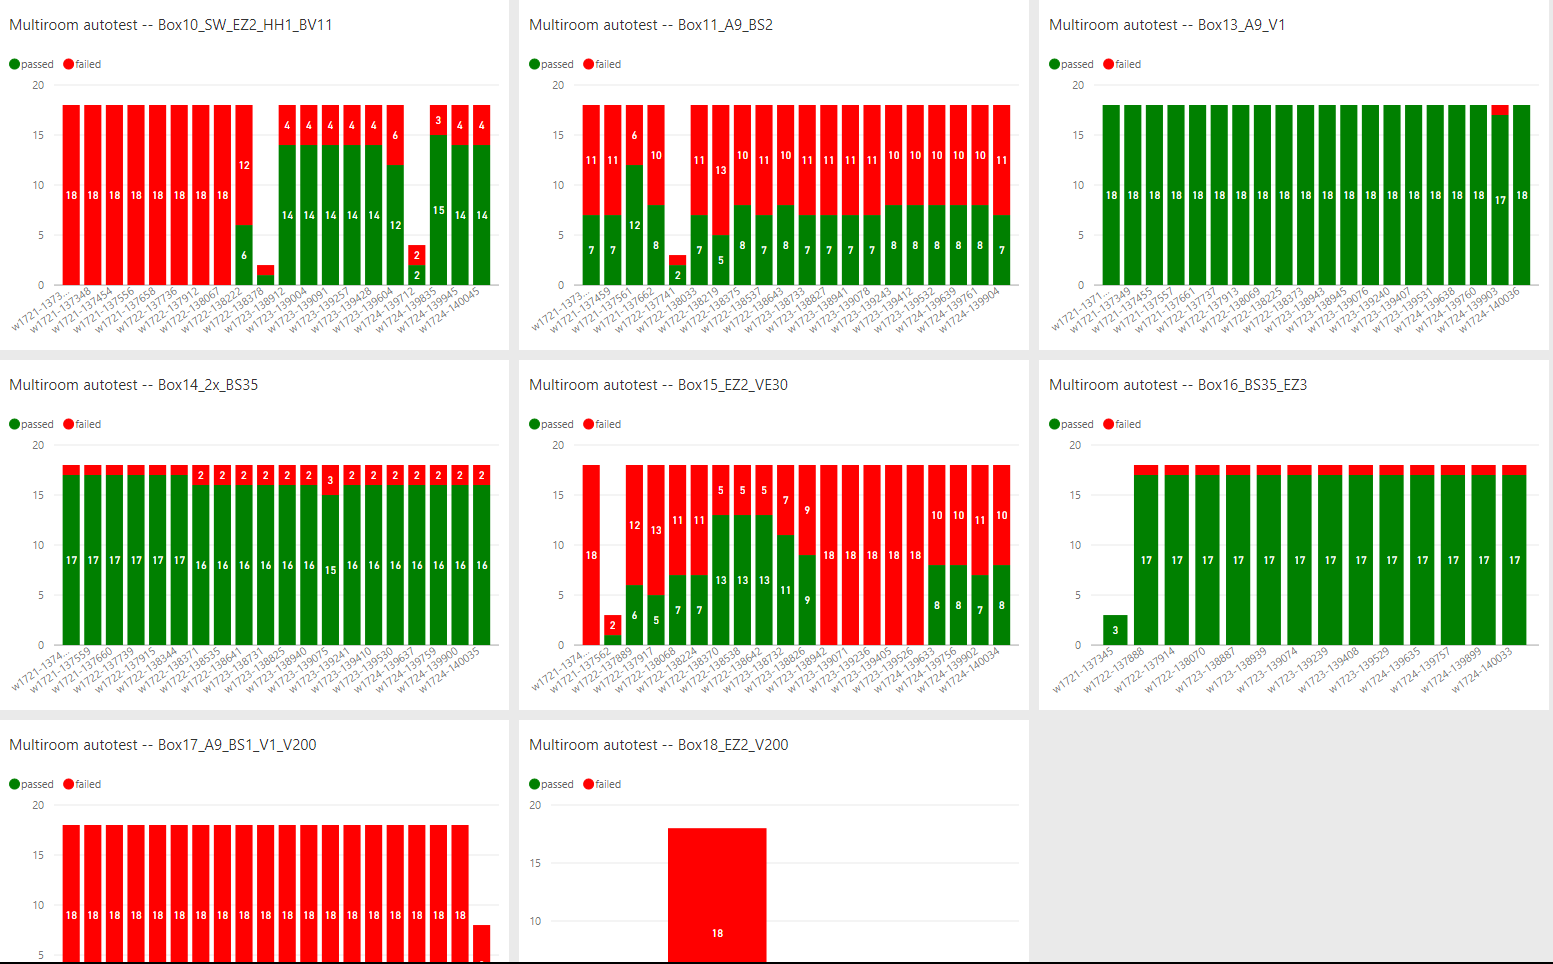 Multiroom autotest -- Box10_SW_EZ2_HH1_BV11
passed failed
20
15
10
5
0
18 18 18 18 18 18 18 18 12 4 4 4 4 4 6 2 3 4 4
6 14 14 14 14 14 12 2 15 14 14
w1721-1373...
w1721-137348
w1721-137454
w1721-137556
w1721-137658
w1722-137736
w1722-137912
w1722-138067
w1722-138222
w1722-138378
w1723-138912
w1723-139004
w1723-139091
w1723-139257
w1723-139428
w1724-139604
w1724-139712
w1724-139835
w1724-139945
w1724-140045
Multiroom autotest -- Box11_A9_BS2
passed failed
20
15
10
5
0
11 11 6 10 11 13 10 11 10 11 11 11 11 10 10 10 10 10 11
7 7 12 8 2 7 5 8 7 8 7 7 7 7 8 8 8 8 8 7
w1721-1373...
w1721-137459
w1721-137561
w1721-137662
w1722-137741
w1722-138033
w1722-138219
w1722-138375
w1722-138537
w1722-138643
w1723-138733
w1723-138827
w1723-138941
w1723-139078
w1723-139243
w1723-139412
w1724-139532
w1724-139639
w1724-139761
w1724-139904
Multiroom autotest -- Box13_A9_V1
passed failed
20
15
10
5
0
18 18 18 18 18 18 18 18 18 18 18 18 18 18 18 18 18 18 17 18
w1721-1371...
w1721-137349
w1721-137455
w1721-137557
w1721-137661
w1722-137737
w1722-137913
w1722-138069
w1722-138225
w1722-138373
w1723-138943
w1723-138945
w1723-139076
w1723-139240
w1723-139407
w1723-139531
w1724-139638
w1724-139760
w1724-139903
w1724-140036
Multiroom autotest -- Box14_2x_BS35
passed failed
20
15
10
5
0
2 2 2 2 2 2 3 2 2 2 2 2 2 2
17 17 17 17 17 17 16 16 16 16 16 16 15 16 16 16 16 16 16 16
w1721-1374...
w1721-137559
w1721-137660
w1722-137739
w1722-137915
w1722-138344
w1722-138371
w1722-138535
w1722-138641
w1723-138731
w1723-138825
w1723-138940
w1723-139075
w1723-139241
w1723-139410
w1723-139530
w1724-139637
w1724-139759
w1724-139900
w1724-140035
Multiroom autotest -- Box15_EZ2_VE30
passed failed
20
15
10
5
0
18 2 12 13 11 11 5 5 5 7 9 18 18 18 18 18 10 10 11 10
6 5 7 7 13 13 13 11 9 8 8 7 8
w1721-1374...
w1721-137562
w1722-137889
w1722-137917
w1722-138068
w1722-138224
w1722-138370
w1722-138538
w1722-138642
w1723-138732
w1723-138826
w1723-138942
w1723-139071
w1723-139236
w1723-139405
w1723-139526
w1724-139633
w1724-139756
w1724-139902
w1724-140034
Multiroom autotest -- Box16_BS35_EZ3
passed failed
20
15
10
5
0
3 17 17 17 17 17 17 17 17 17 17 17 17 17
w1721-137345
w1722-137888
w1722-137914
w1722-138070
w1723-138887
w1723-138939
w1723-139074
w1723-139239
w1723-139408
w1723-139529
w1724-139635
w1724-139757
w1724-139899
w1724-140033
Multiroom autotest -- Box17_A9_BS1_V1_V200
passed failed
20
15
10
5
18 18 18 18 18 18 18 18 18 18 18 18 18 18 18 18 18 18 18
Multiroom autotest -- Box18_EZ2_V200
passed failed
20
15
10
18